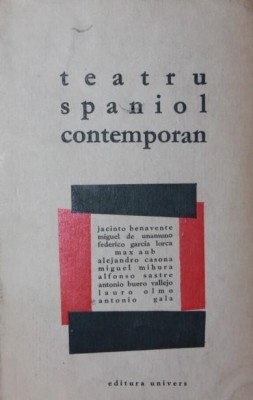 teatru
spaniol
contemporan
jacinto benavente
miguel de unamuno
federico garcía lorca
max aub
alejandro casona
miguel mihura
alfonso sastre
antonio buero vallejo
lauro olmo
antonio gala
editura univers